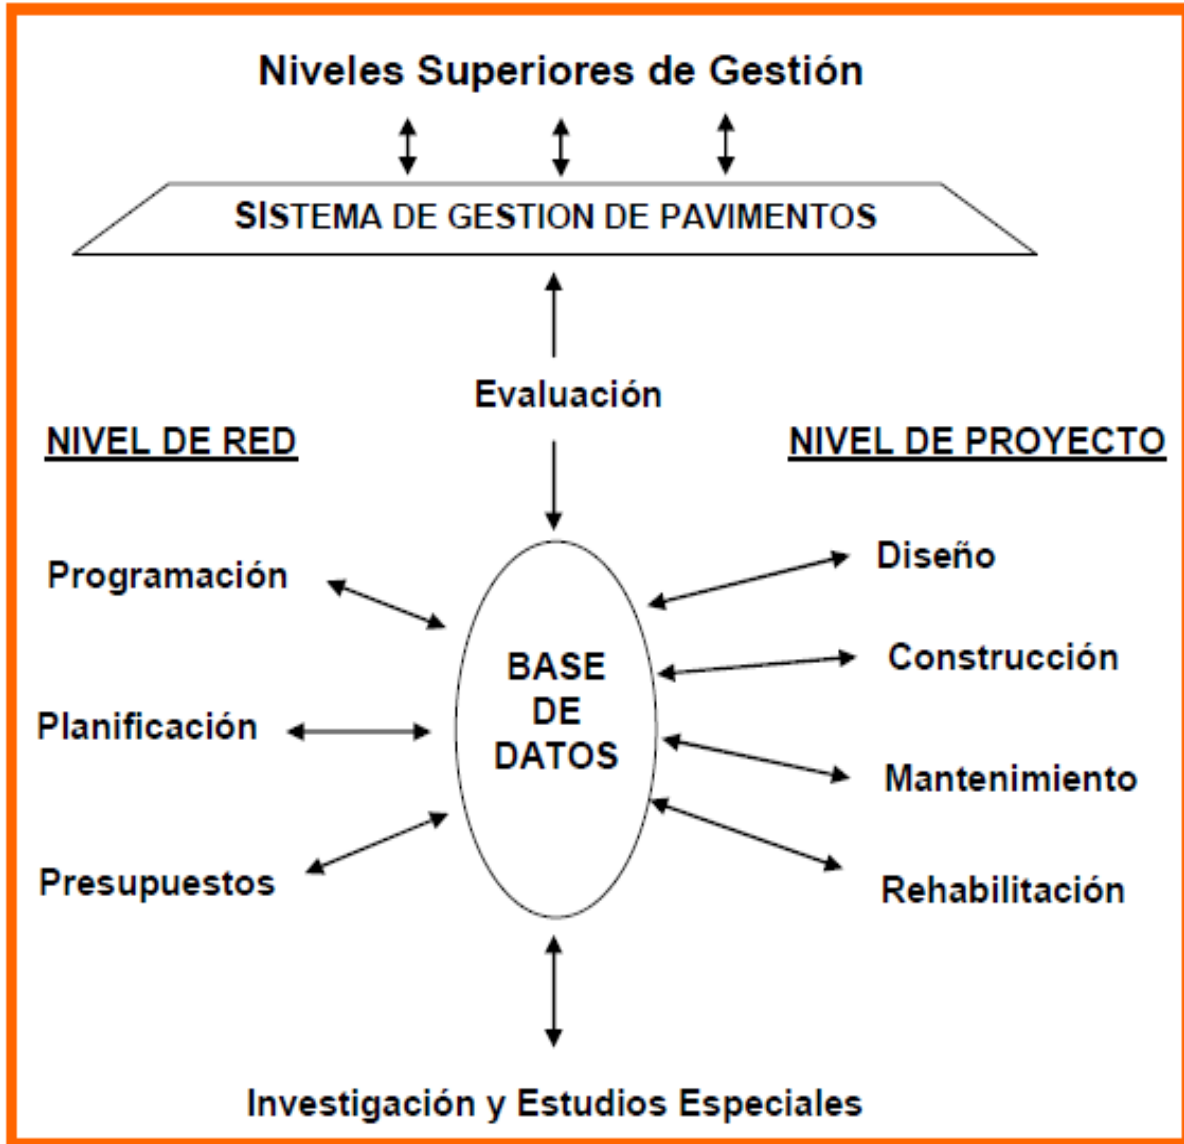 Niveles Superiores de Gestión
SISTEMA DE GESTION DE PAVIMENTOS
Evaluación
NIVEL DE RED
NIVEL DE PROYECTO
Programación
Planificación
Presupuestos
BASE
DE
DATOS
Diseño
Construcción
Mantenimiento
Rehabilitación
Investigación y Estudios Especiales